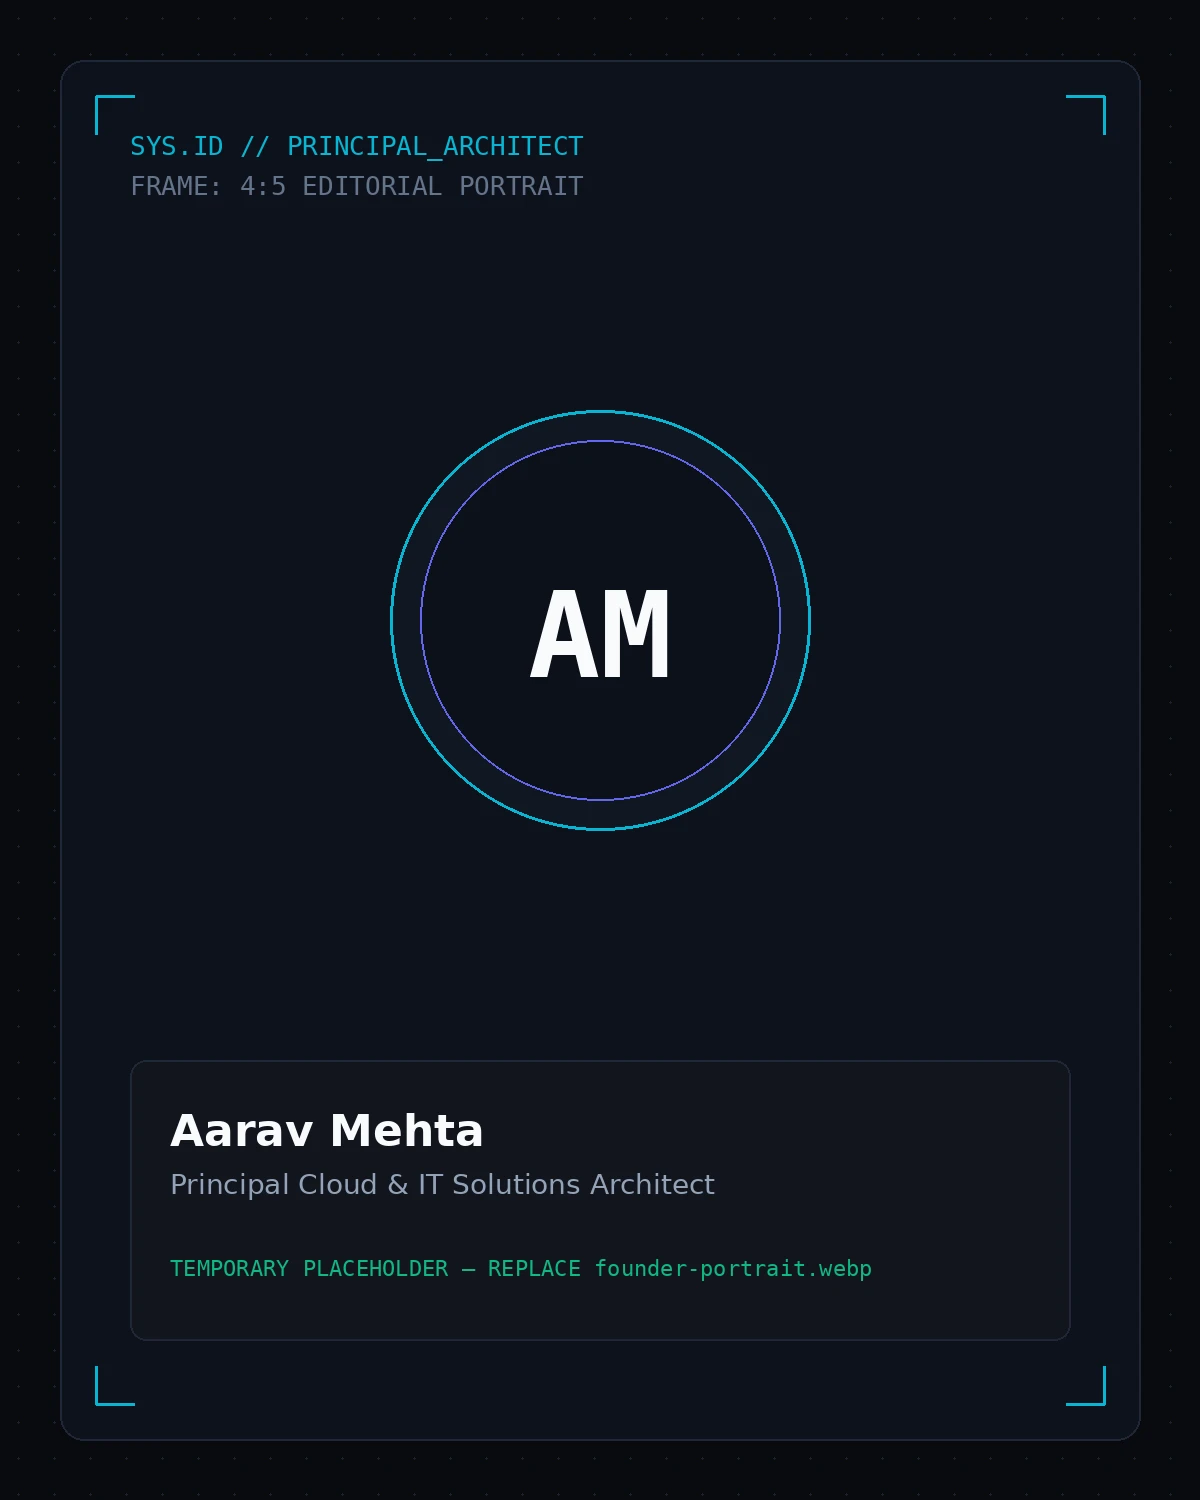 SYS.ID // PRINCIPAL_ARCHITECT
FRAME: 4:5 EDITORIAL PORTRAIT
AM
Aarav Mehta
Principal Cloud & IT Solutions Architect
TEMPORARY PLACEHOLDER — REPLACE founder-portrait.webp